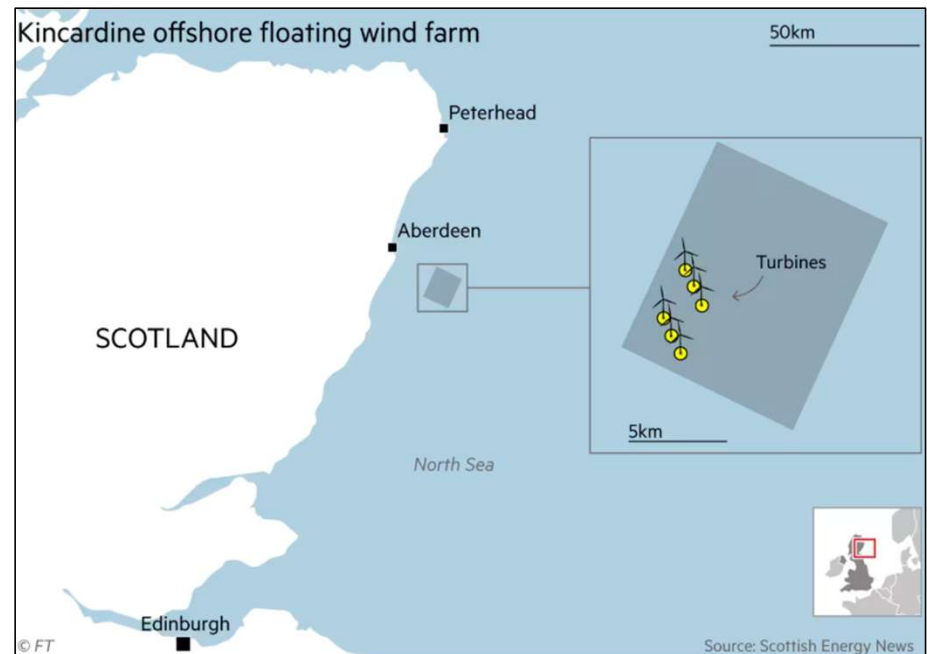 Kincardine offshore floating wind farm
50km
Peterhead
Aberdeen
Turbines
SCOTLAND
5km
North Sea
Edinburgh
© FT
Source: Scottish Energy News